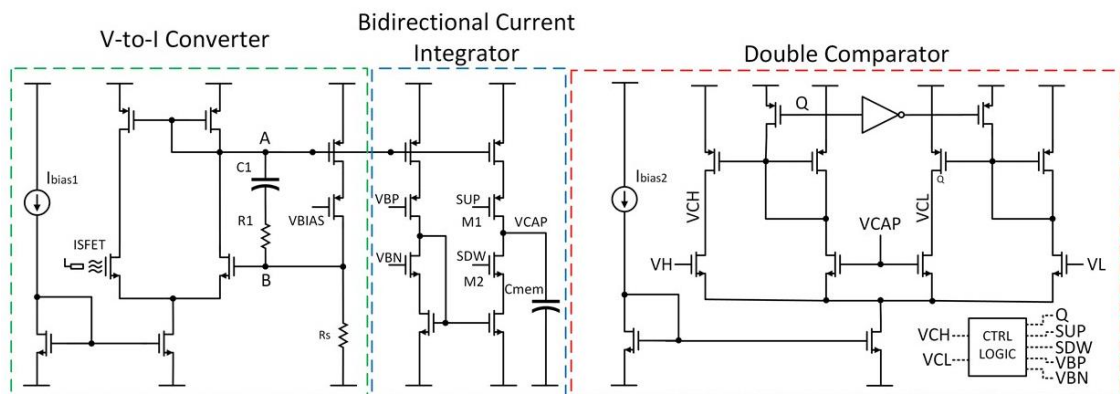 V-to-I Converter
Bidirectional Current
Integrator
Double Comparator
Ibias1
ISFET
A
C1
R1
B
VBIAS
Rs
VBP
VBN
SUP
M1
SDW
M2
VCAP
Cmem
Ibias2
VCH
Q
VCL
Q
VCAP
VH
VL
VCH
VCL
CTRL
LOGIC
Q
SUP
SDW
VBP
VBN